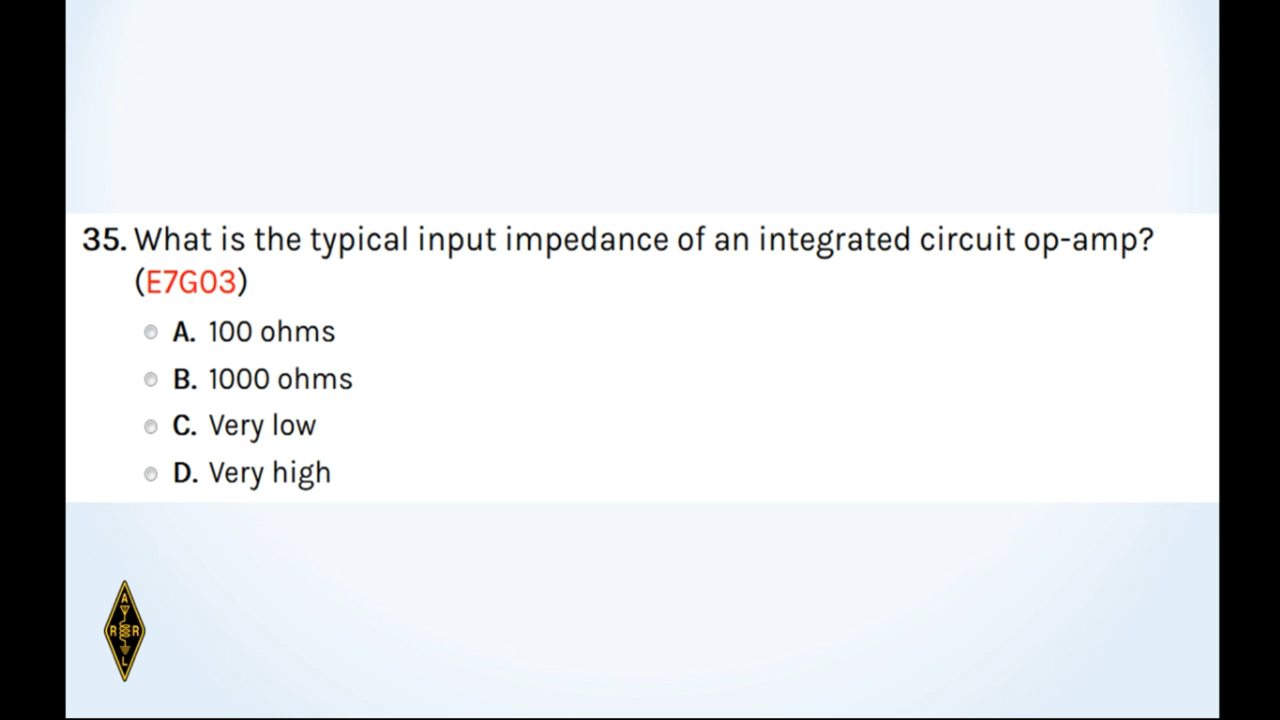 35. What is the typical input impedance of an integrated circuit op-amp?
(E7G03)
A. 100 ohms
B. 1000 ohms
C. Very low
D. Very high
A
R R
L